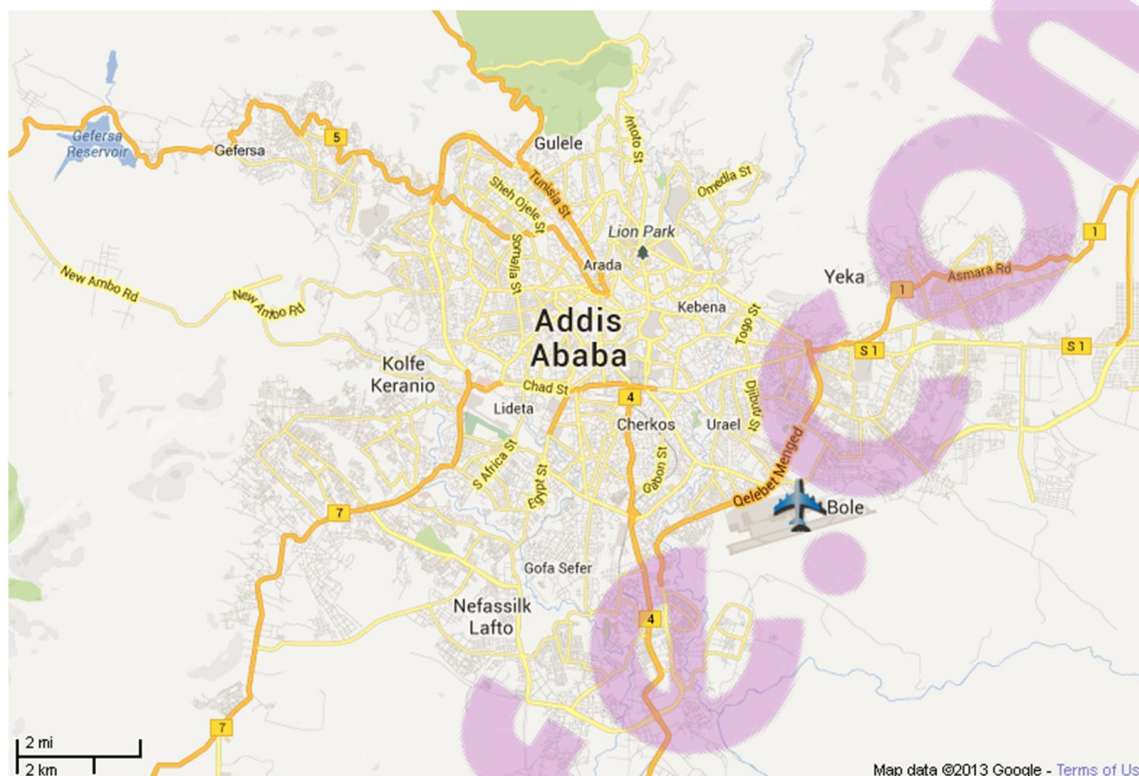 Gefersa
Reservoir
Gefersa
5
Gulele
Tunisia St
Sheh Ojele St
Intoto St
Omedla St
Lion Park
Somalia St
Arada
Kebena
Togo St
Yeka
1
Asmara Rd
1
New Ambo Rd
New Ambo Rd
Addis
Ababa
S 1
S 1
Kolfe
Keranio
Chad St
4
Lideta
Cherkos
Urael
Djibuti St
S Africa St
Egypt St
Gabon St
Qelebet Menged
Bole
7
Gofa Sefer
Nefassilk
Lafto
4
7
2 mi
2 km
Map data ©2013 Google - Terms of Us